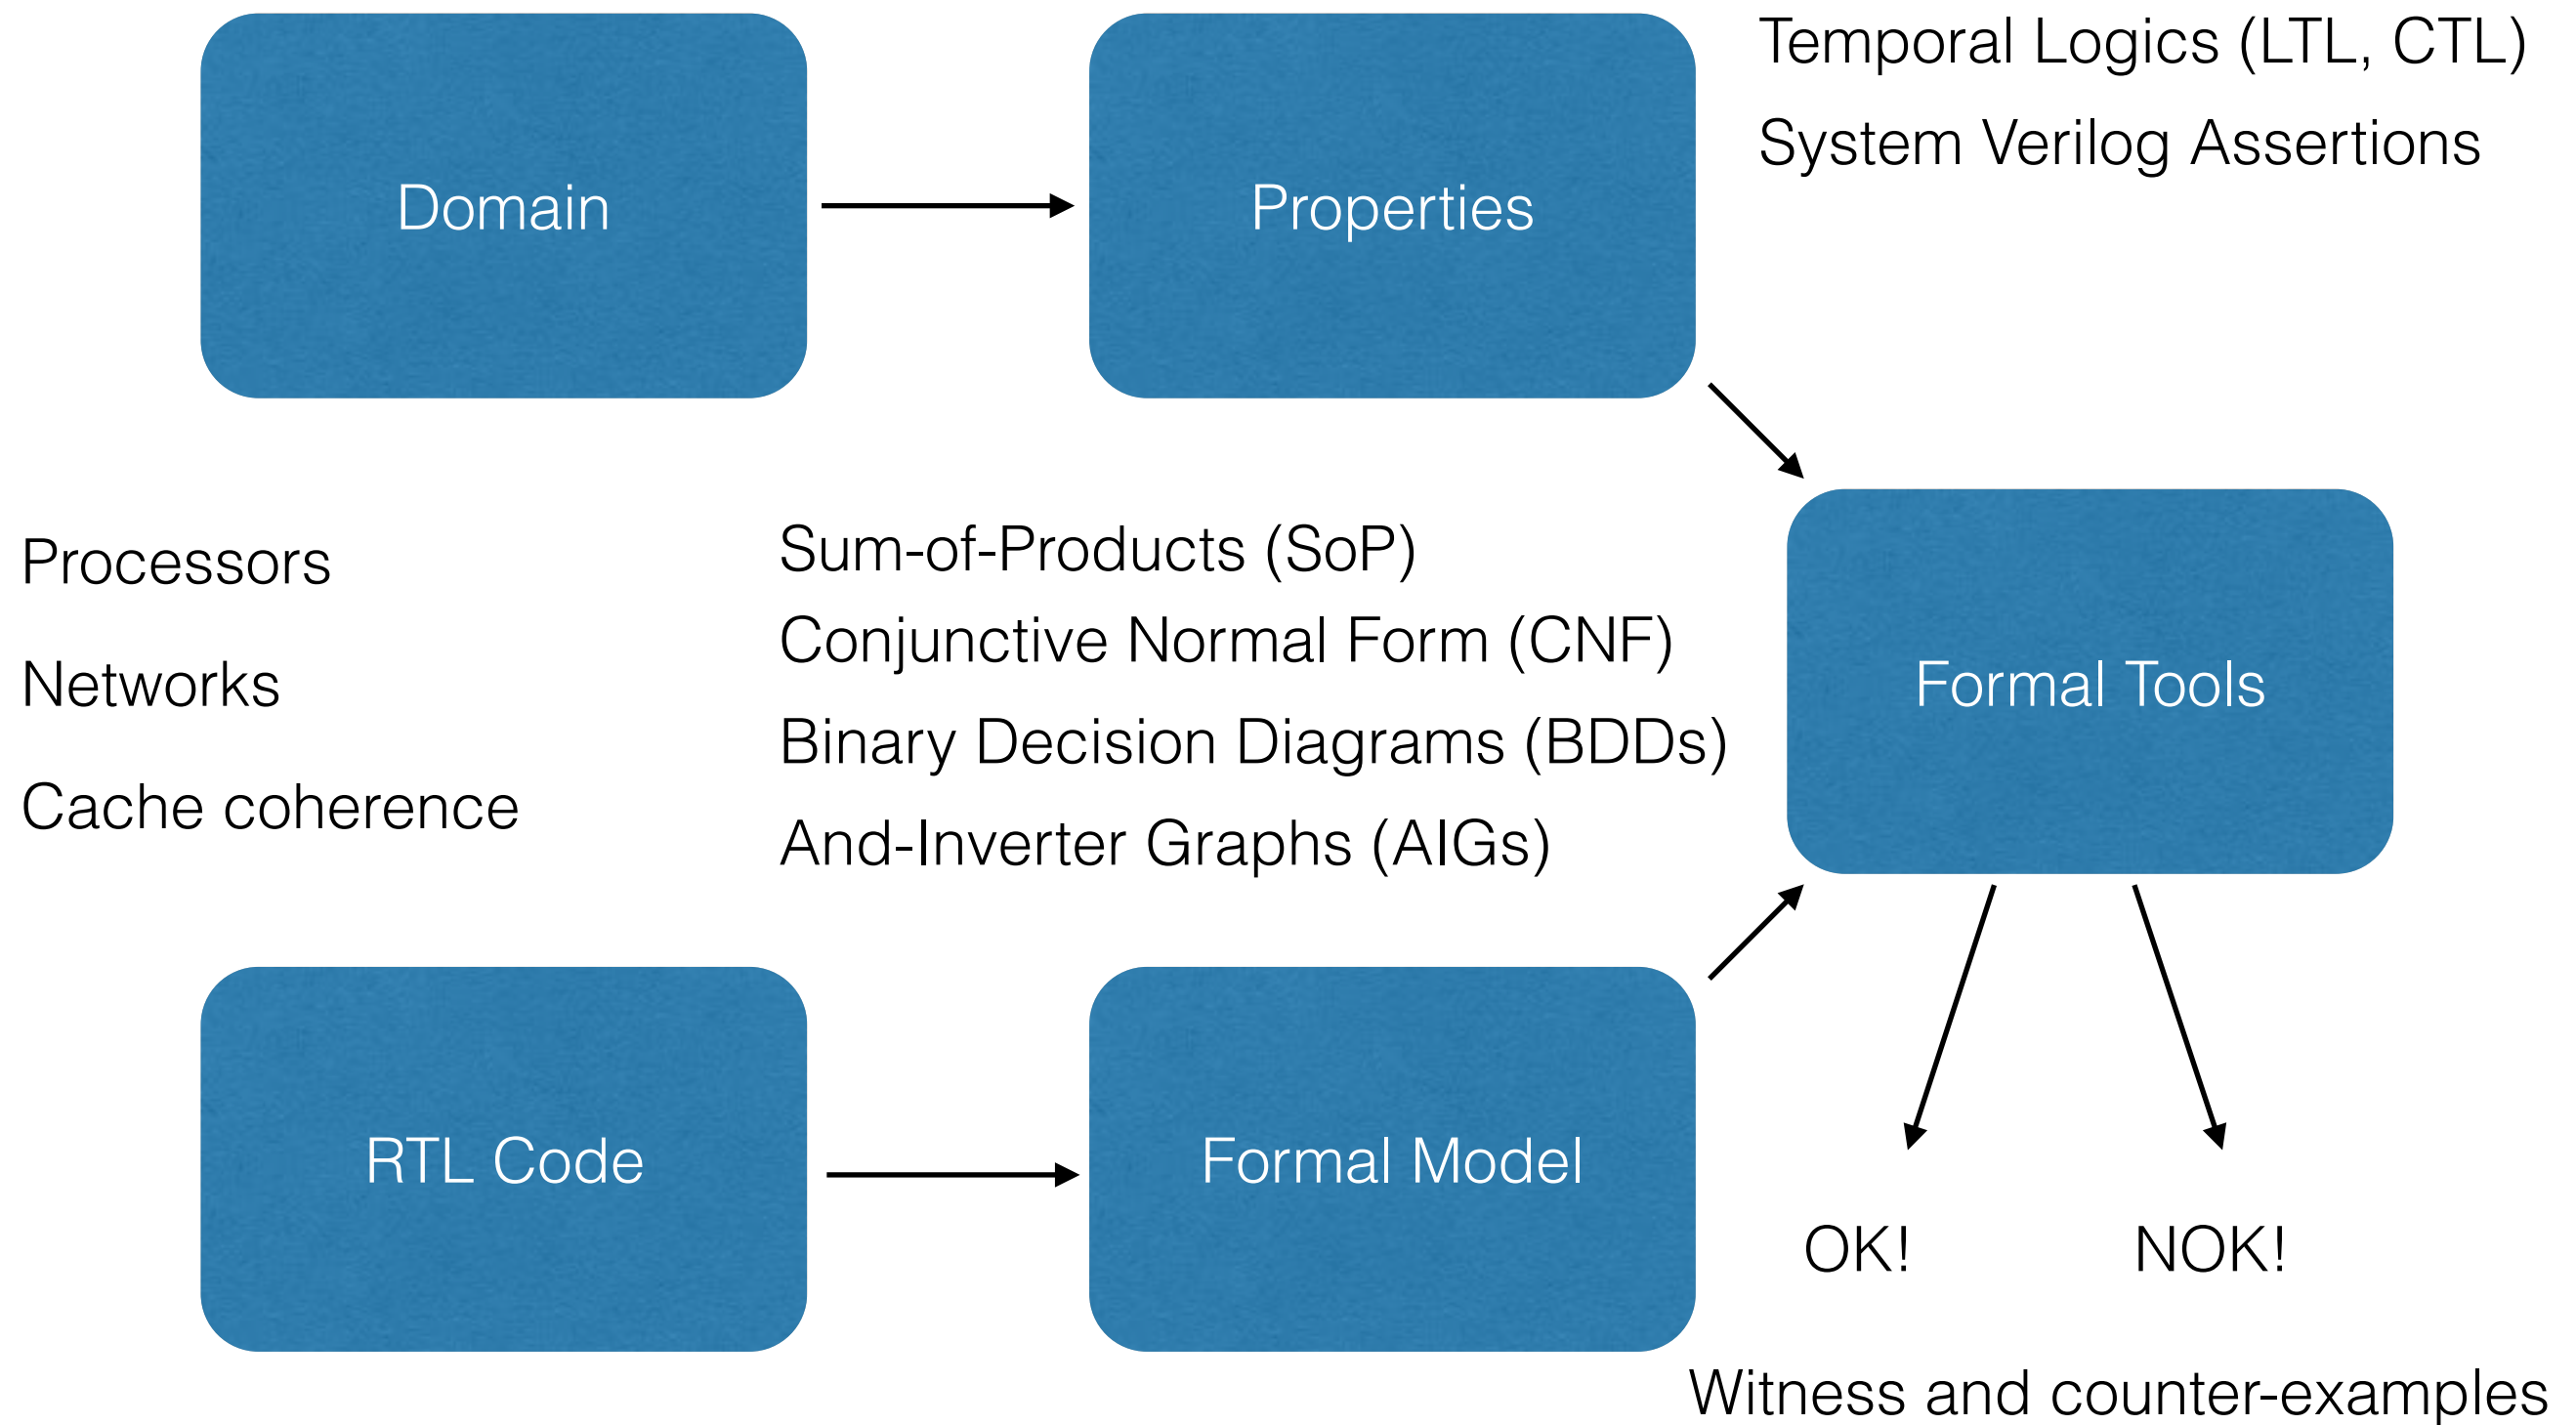 Domain
Properties
Temporal Logics (LTL, CTL)
System Verilog Assertions
Processors
Networks
Cache coherence
Sum-of-Products (SoP)
Conjunctive Normal Form (CNF)
Binary Decision Diagrams (BDDs)
And-Inverter Graphs (AIGs)
Formal Tools
RTL Code
Formal Model
OK!
NOK!
Witness and counter-examples